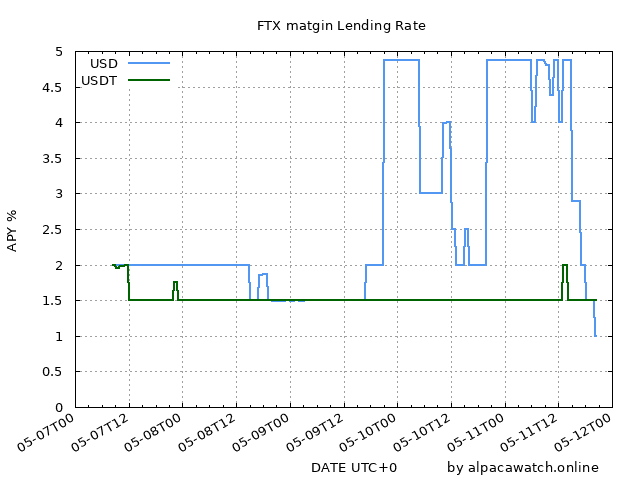 FTX matgin Lending Rate
USD
USDT
5
4.5
4
3.5
3
2.5
2
1.5
1
0.5
0
APY %
05-07T00
05-07T12
05-08T00
05-08T12
05-09T00
05-09T12
05-10T00
05-10T12
05-11T00
05-11T12
05-12T00
DATE UTC+0
by alpacawatch.online